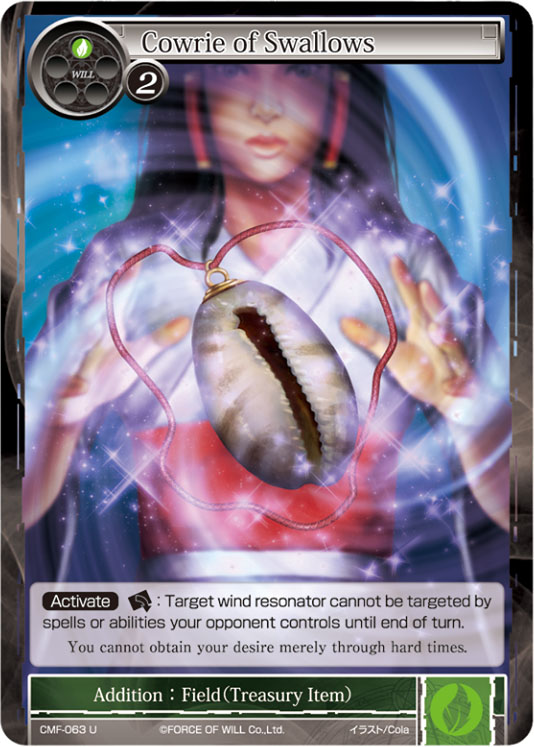 Cowrie of Swallows
WILL
2
Activate : Target wind resonator cannot be targeted by
spells or abilities your opponent controls until end of turn.
You cannot obtain your desire merely through hard times.
Addition : Field(Treasury Item)
CMF-063 U ©FORCE OF WILL Co.,Ltd. イラスト/Cola